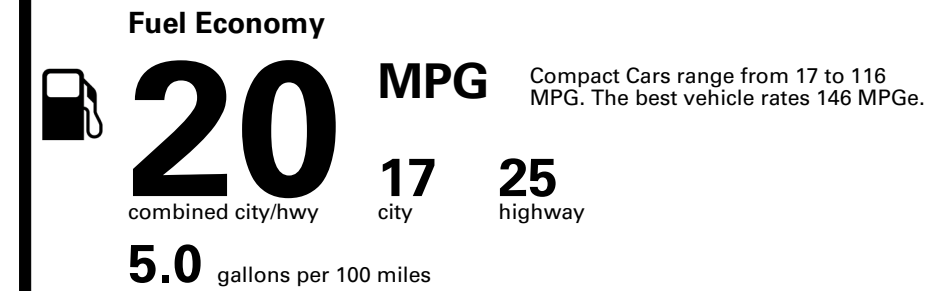 Fuel Economy
20 MPG
Compact Cars range from 17 to 116
MPG. The best vehicle rates 146 MPGe.
17 25
combined city/hwy city highway
5.0 gallons per 100 miles